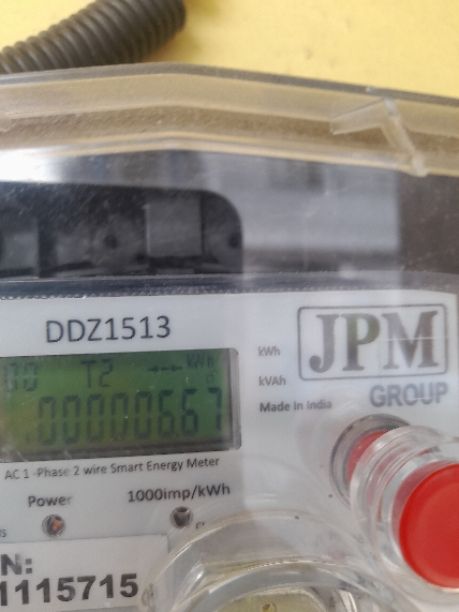 DDZ1513
kWh
JPM
kVAh
GROUP
Made in India
T2 kWh
00000667
AC 1 -Phase 2 wire Smart Energy Meter
Power
1000imp/kWh
N:
1115715